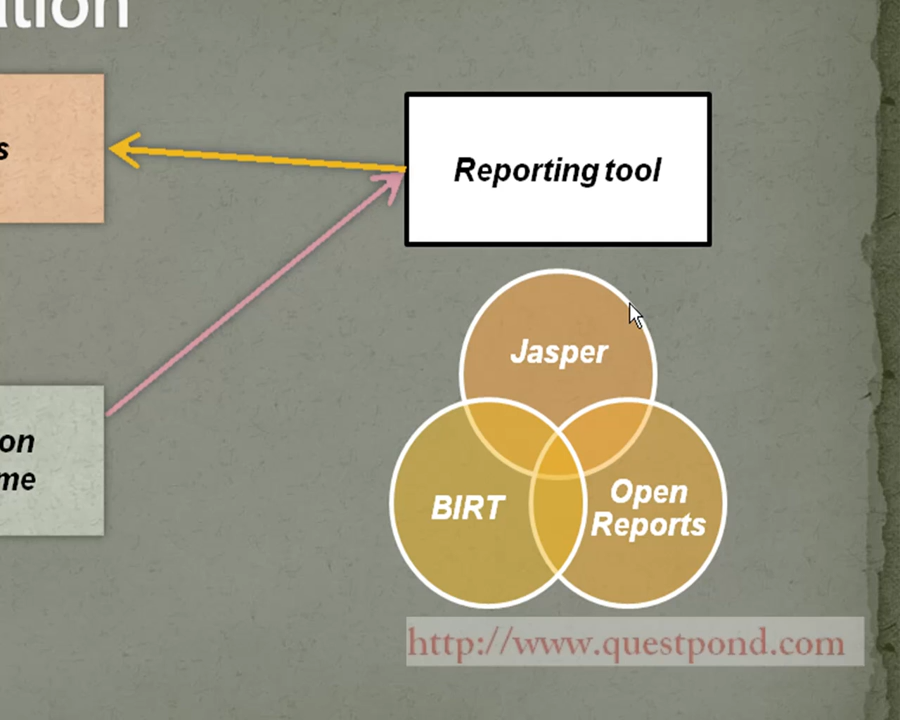 ation
s
Reporting tool
Jasper
on
me
BIRT
Open
Reports
http://www.questpond.com